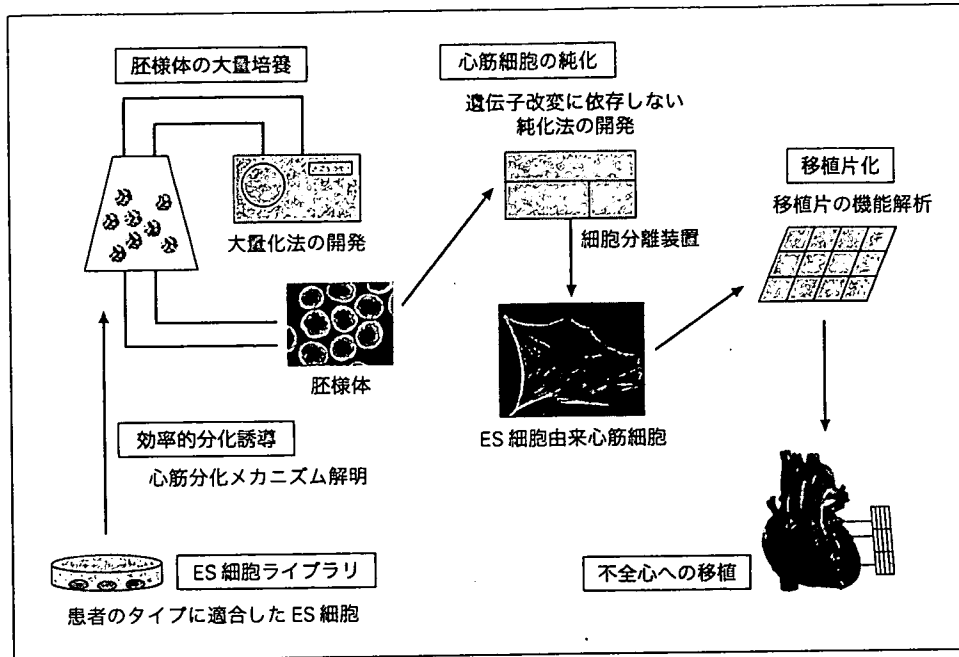 胚様体の大量培養
大量化法の開発
胚様体
効率的分化誘導
心筋分化メカニズム解明
ES 細胞ライブラリ
患者のタイプに適合した ES 細胞
心筋細胞の純化
遺伝子改変に依存しない
純化法の開発
細胞分離装置
ES 細胞由来心筋細胞
移植片化
移植片の機能解析
不全心への移植